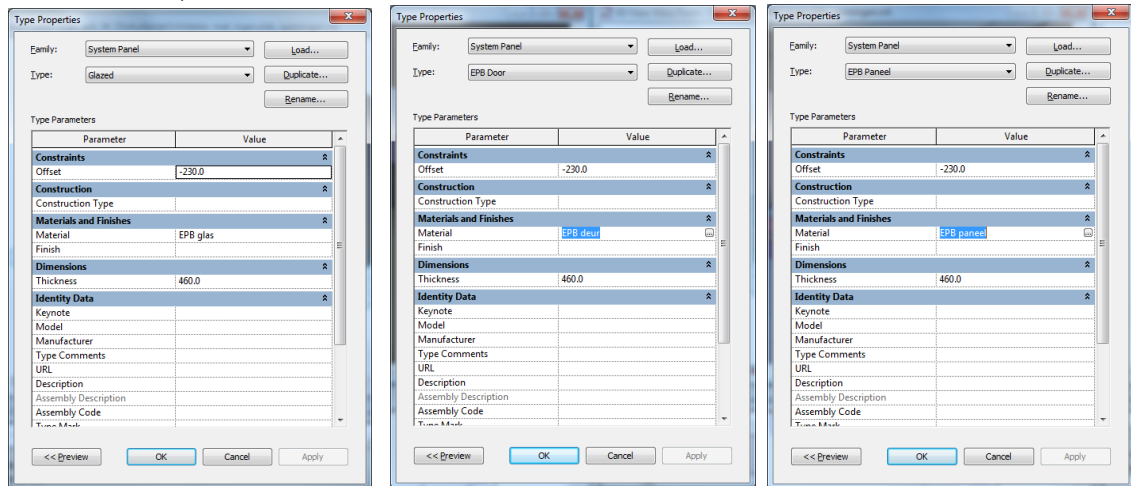 Type Properties
Family: System Panel Load...
Type: Glazed Duplicate...
Rename...
Type Parameters
Parameter Value
Constraints
Offset -230.0
Construction
Construction Type
Materials and Finishes
Material EPB glas
Finish
Dimensions
Thickness 460.0
Identity Data
Keynote
Model
Manufacturer
Type Comments
URL
Description
Assembly Description
Assembly Code
Type Mark
<< Preview OK Cancel Apply
Type Properties
Family: System Panel Load...
Type: EPB Door Duplicate...
Rename...
Type Parameters
Parameter Value
Constraints
Offset -230.0
Construction
Construction Type
Materials and Finishes
Material EPB deur
Finish
Dimensions
Thickness 460.0
Identity Data
Keynote
Model
Manufacturer
Type Comments
URL
Description
Assembly Description
Assembly Code
Type Mark
<< Preview OK Cancel Apply
Type Properties
Family: System Panel Load...
Type: EPB Paneel Duplicate...
Rename...
Type Parameters
Parameter Value
Constraints
Offset -230.0
Construction
Construction Type
Materials and Finishes
Material EPB paneel
Finish
Dimensions
Thickness 460.0
Identity Data
Keynote
Model
Manufacturer
Type Comments
URL
Description
Assembly Description
Assembly Code
Type Mark
<< Preview OK Cancel Apply